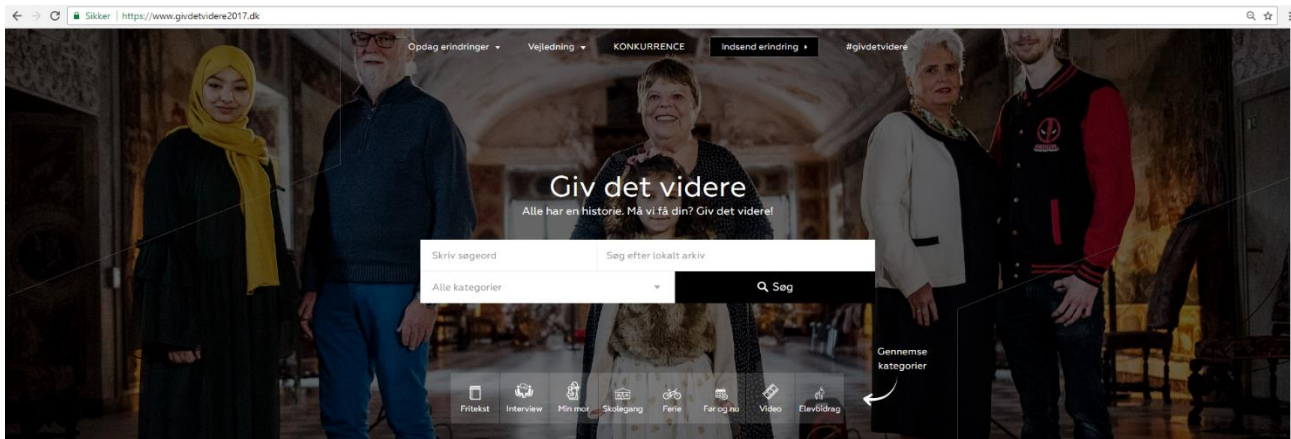 Sikker | https://www.givdetvidere2017.dk
Opdag erindringer Vejledning KONKURRENCE Indsend erindring #givdetvidere
Giv det videre
Alle har en historie. Må vi få din? Giv det videre!
Skriv søgeord Søg efter lokalt arkiv
Alle kategorier Søg
Gennemse
kategorier
Fritekst Interview Min mor Skolegang Ferie Før og nu Video Elevbidrag